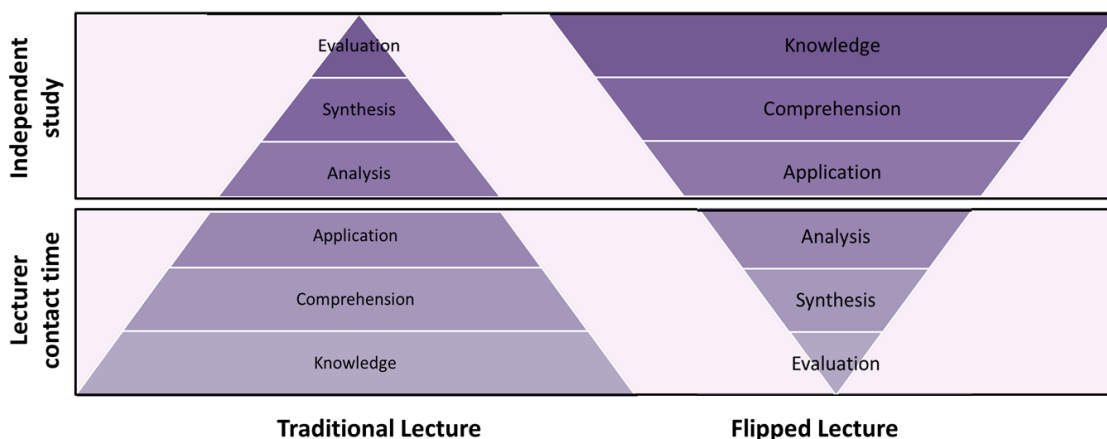 Independent
study
Evaluation
Synthesis
Analysis
Knowledge
Comprehension
Application
Lecturer
contact time
Application
Comprehension
Knowledge
Analysis
Synthesis
Evaluation
Traditional Lecture
Flipped Lecture